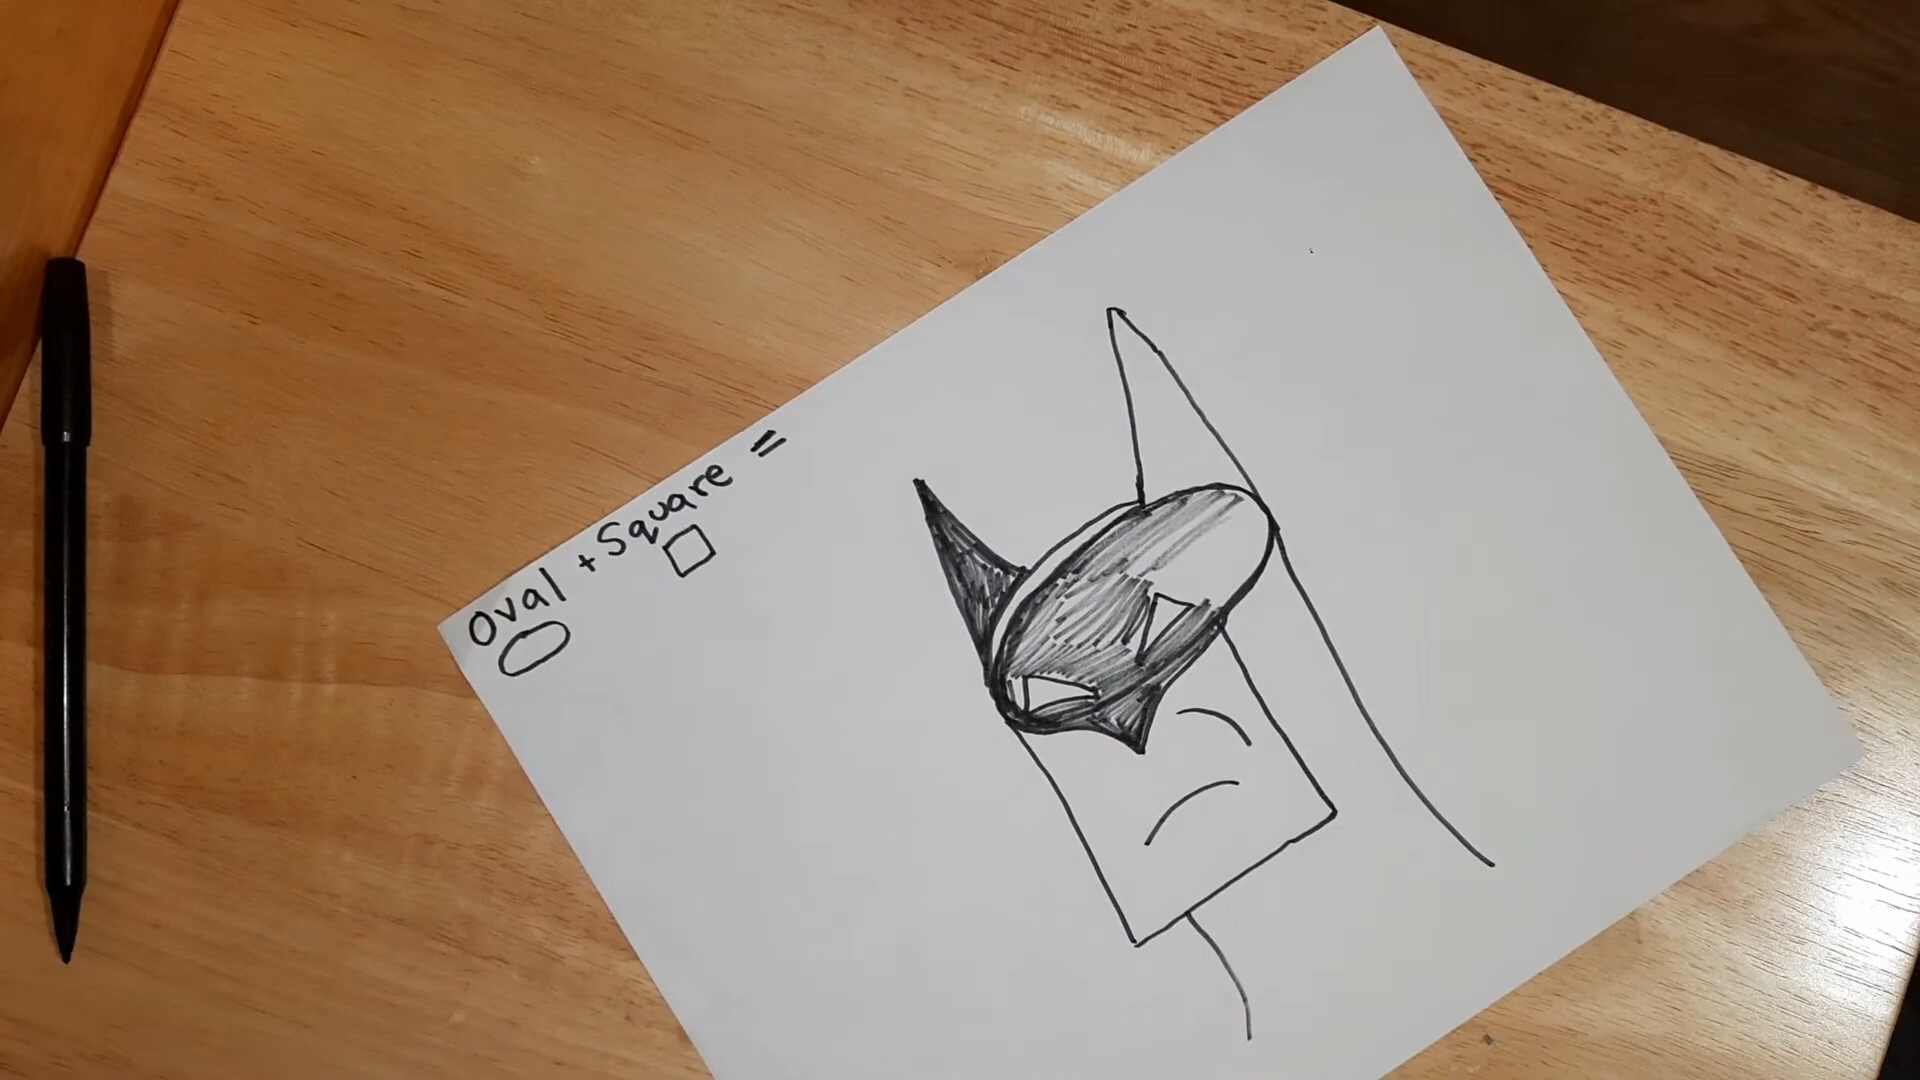 Oval + Square =